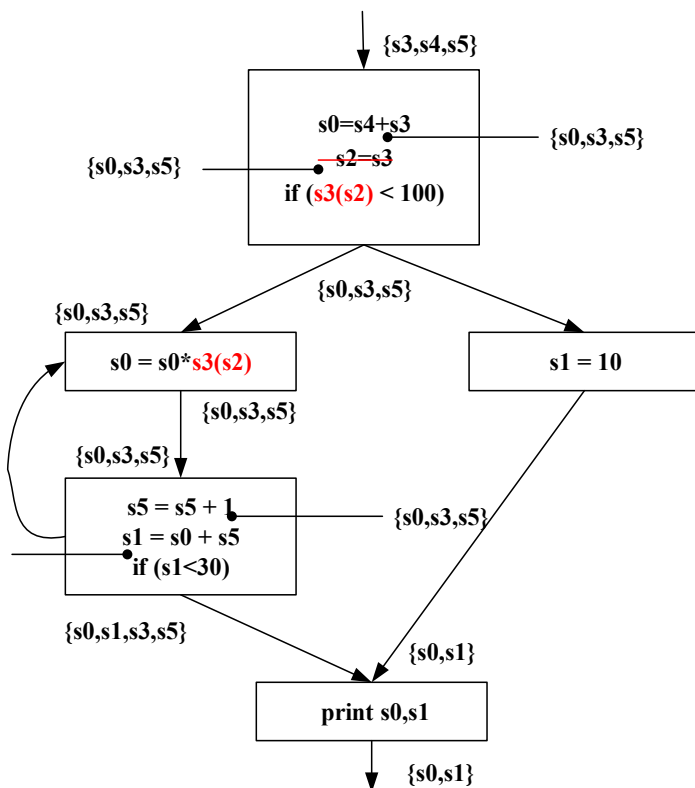 {s3,s4,s5}
s0=s4+s3
{s0,s3,s5}
s2=s3
{s0,s3,s5}
if (s3(s2) < 100)
{s0,s3,s5}
{s0,s3,s5}
s0 = s0*s3(s2)
s1 = 10
{s0,s3,s5}
{s0,s3,s5}
s5 = s5 + 1
{s0,s3,s5}
s1 = s0 + s5
if (s1<30)
{s0,s1,s3,s5}
{s0,s1}
print s0,s1
{s0,s1}